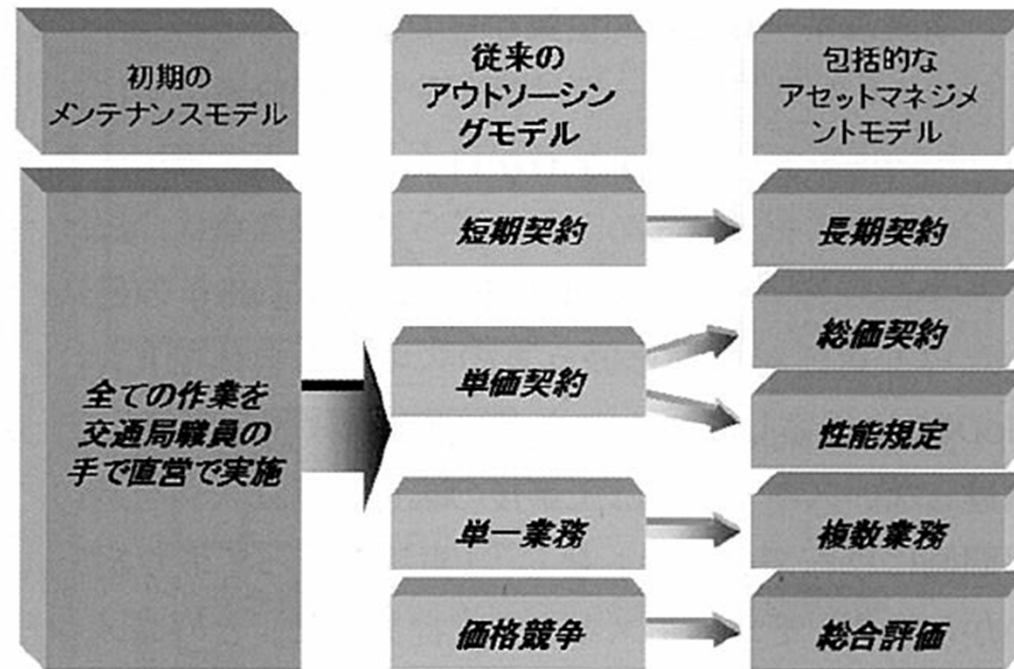 初期の
メンテナンスモデル
従来の
アウトソーシン
グモデル
包括的な
アセットマネジメ
ントモデル
全ての作業を
交通局職員の
手で直営で実施
短期契約
長期契約
単価契約
総価契約
性能規定
単一業務
複数業務
価格競争
総合評価